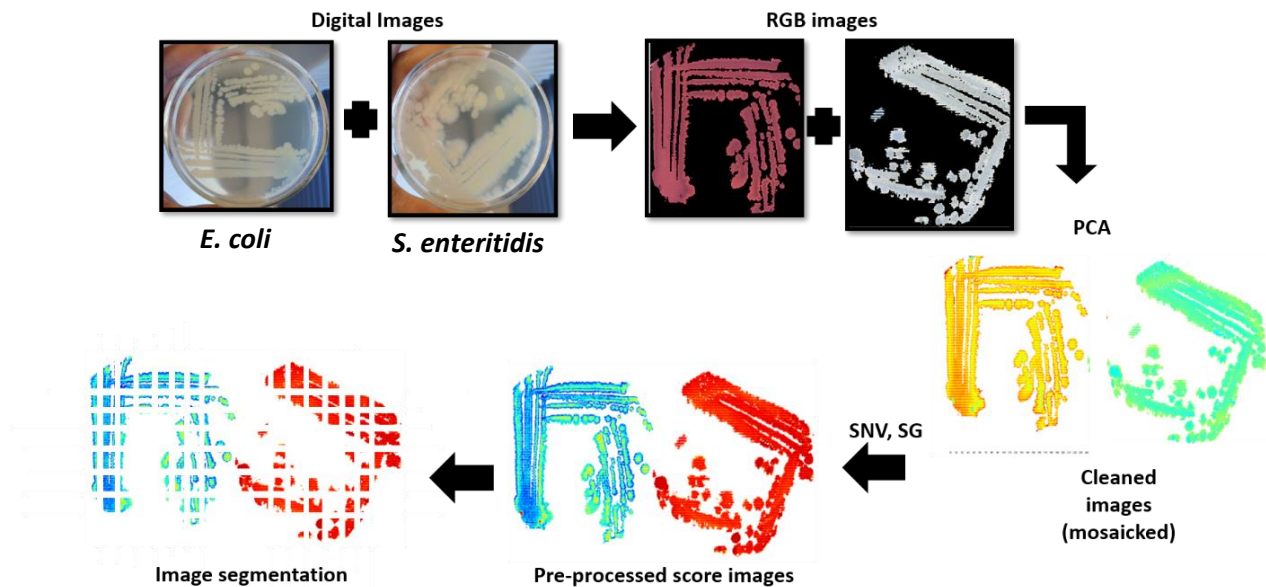 Digital Images
RGB images
E. coli
S. enteritidis
PCA
SNV, SG
Cleaned
images
(mosaicked)
Pre-processed score images
Image segmentation